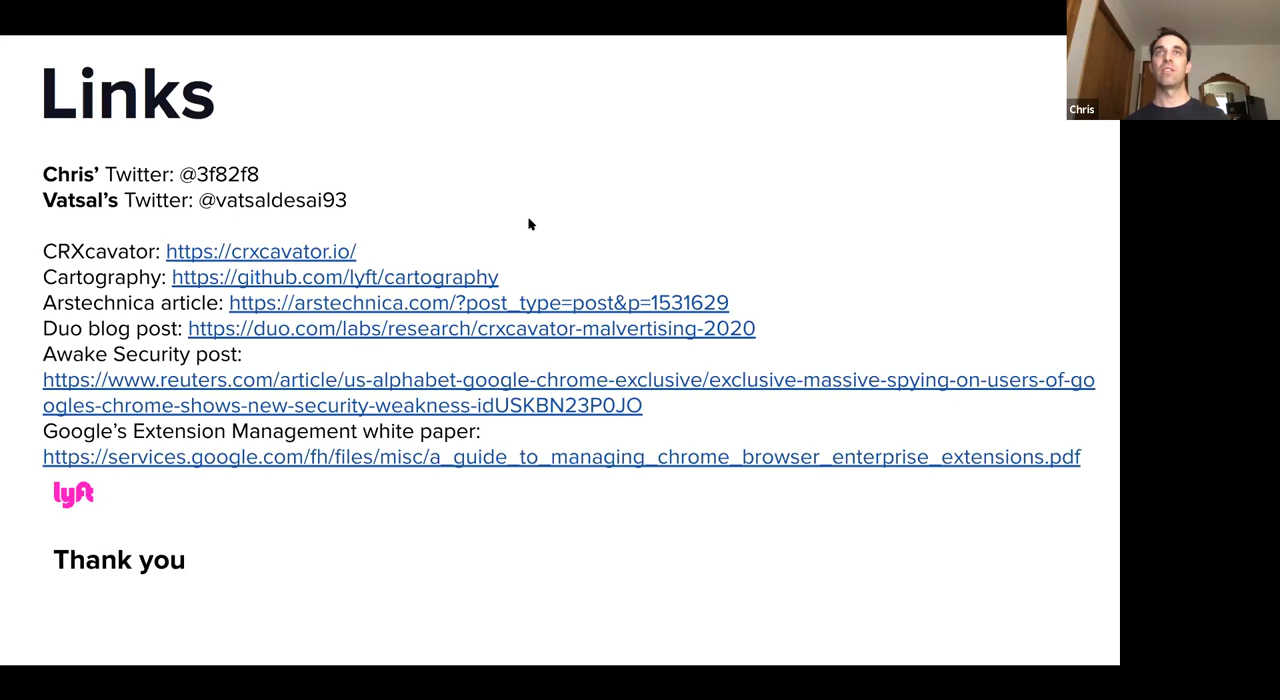 Links
Chris
Chris’ Twitter: @3f82f8
Vatsal’s Twitter: @vatsaldesai93
CRXcavator: https://crxcavator.io/
Cartography: https://github.com/lyft/cartography
Arstechnica article: https://arstechnica.com/?post_type=post&p=1531629
Duo blog post: https://duo.com/labs/research/crxcavator-malvertising-2020
Awake Security post:
https://www.reuters.com/article/us-alphabet-google-chrome-exclusive/exclusive-massive-spying-on-users-of-go
ogles-chrome-shows-new-security-weakness-idUSKBN23P0JO
Google’s Extension Management white paper:
https://services.google.com/fh/files/misc/a_guide_to_managing_chrome_browser_enterprise_extensions.pdf
lyft
Thank you